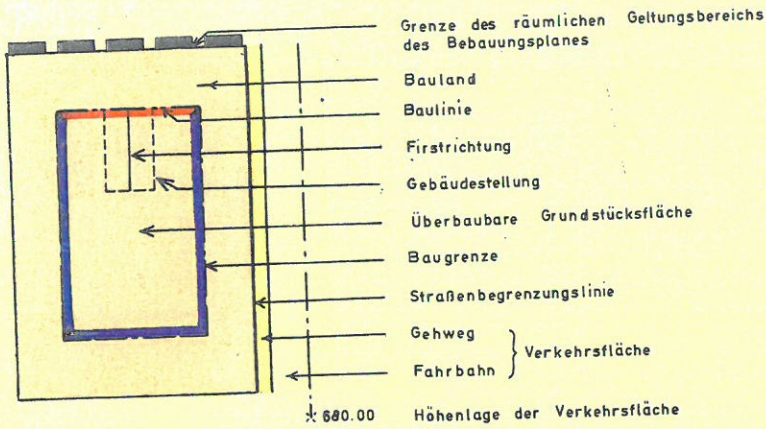 Grenze des räumlichen Geltungsbereichs
des Bebauungsplanes
Bauland
Baulinie
Firstrichtung
Gebäudestellung
Überbaubare Grundstücksfläche
Baugrenze
Straßenbegrenzungslinie
Gehweg
Verkehrsfläche
Fahrbahn
680.00 Höhenlage der Verkehrsfläche